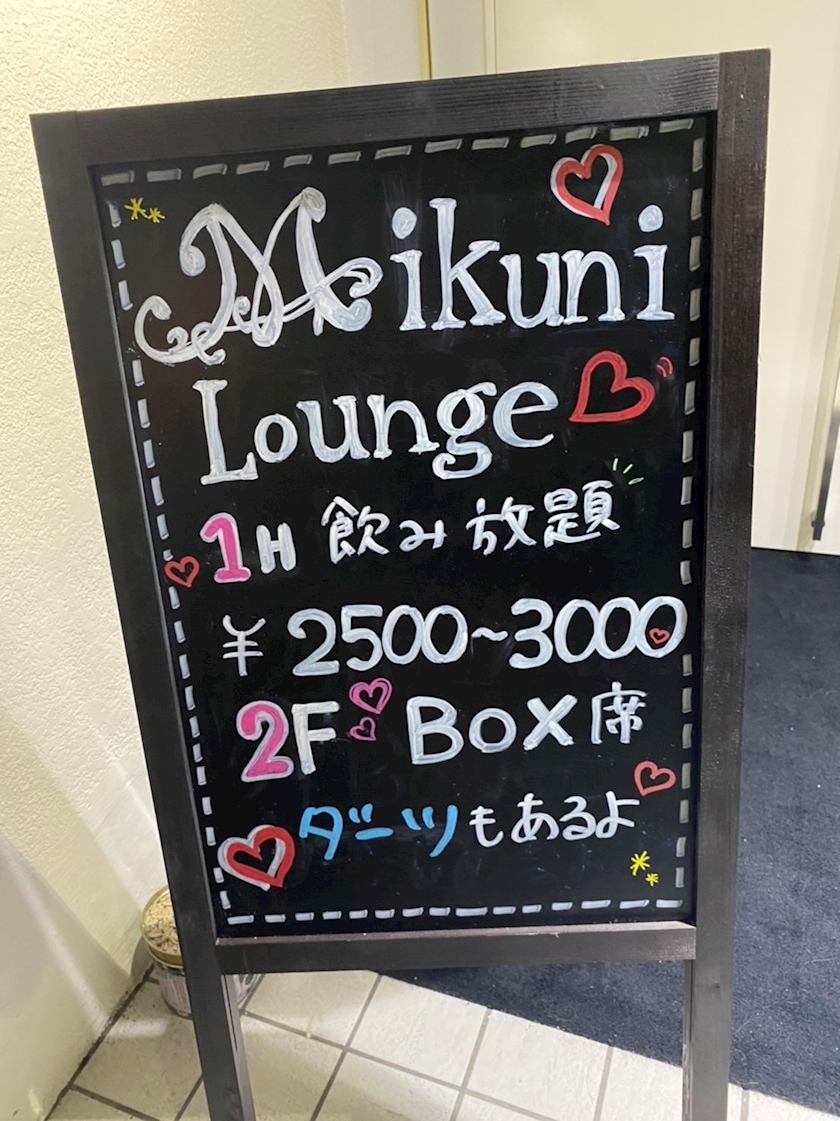 Mikuni
Lounge
1H 飲み放題
¥2500~3000
2F BOX席
ダーツもあるよ